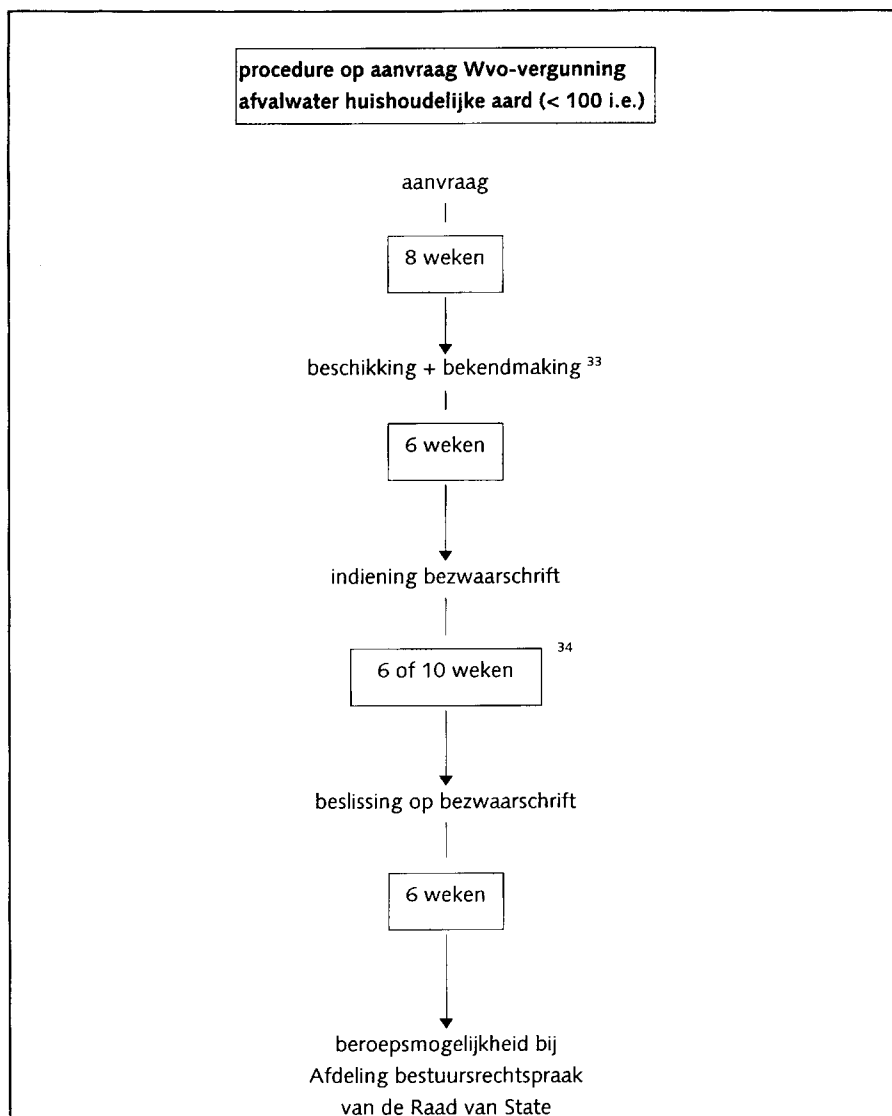 procedure op aanvraag Wvo-vergunning
afvalwater huishoudelijke aard (< 100 i.e.)
aanvraag
8 weken
beschikking + bekendmaking 33
6 weken
indiening bezwaarschrift
34
6 of 10 weken
beslissing op bezwaarschrift
6 weken
beroepsmogelijkheid bij
Afdeling bestuursrechtspraak
van de Raad van State